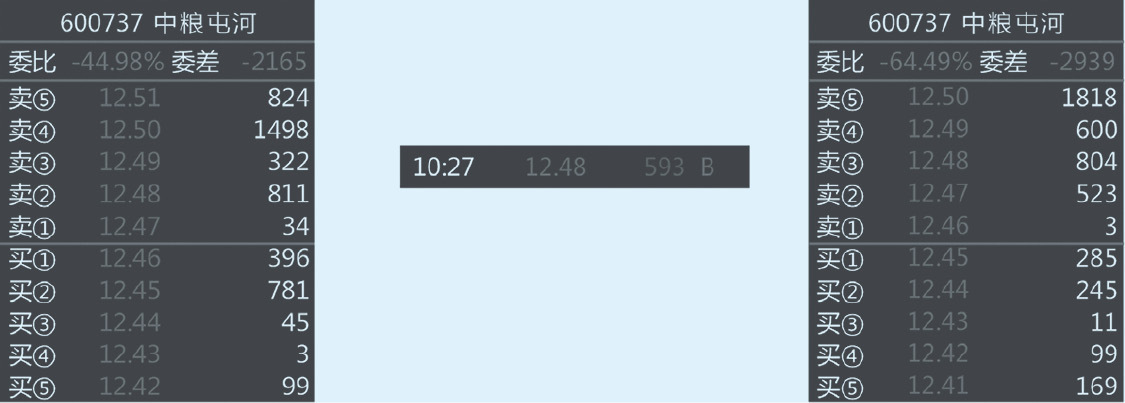 600737 中粮屯河
委比 -44.98% 委差 -2165
卖⑤ 12.51 824
卖④ 12.50 1498
卖③ 12.49 322
卖② 12.48 811
卖① 12.47 34
买① 12.46 396
买② 12.45 781
买③ 12.44 45
买④ 12.43 3
买⑤ 12.42 99
10:27 12.48 593 B
600737 中粮屯河
委比 -64.49% 委差 -2939
卖⑤ 12.50 1818
卖④ 12.49 600
卖③ 12.48 804
卖② 12.47 523
卖① 12.46 3
买① 12.45 285
买② 12.44 245
买③ 12.43 11
买④ 12.42 99
买⑤ 12.41 169